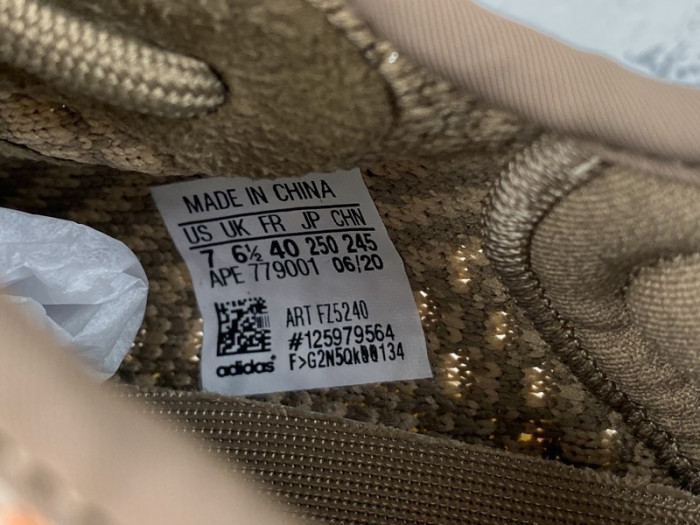 MADE IN CHINA
US UK FR JP CHN
7 6½ 40 250 245
APE 779001 06/20
ART FZ5240
#125979564
adidas